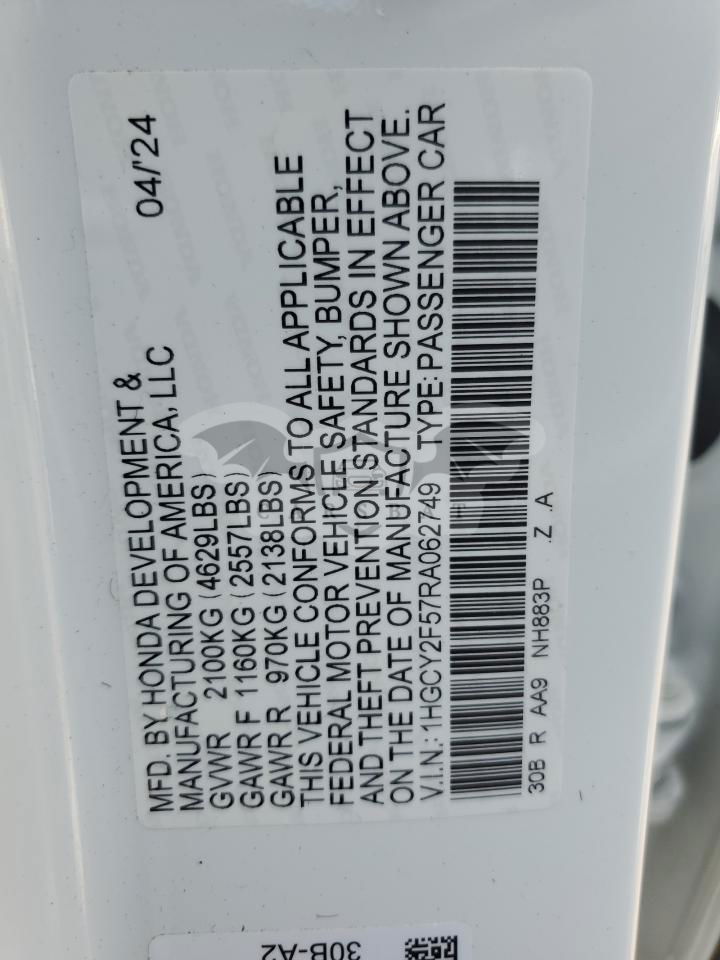 MFD. BY HONDA DEVELOPMENT & 04/'24
MANUFACTURING OF AMERICA, LLC
GVWR 2100KG (4629LBS)
GAWR F 1160KG (2557LBS)
GAWR R 970KG (2138LBS)
THIS VEHICLE CONFORMS TO ALL APPLICABLE
FEDERAL MOTOR VEHICLE SAFETY, BUMPER,
AND THEFT PREVENTION STANDARDS IN EFFECT
ON THE DATE OF MANUFACTURE SHOWN ABOVE.
V.I.N.: 1HGCY2F57RA062749 TYPE: PASSENGER CAR
30B R AA9 NH883P .Z .A
30B-A2